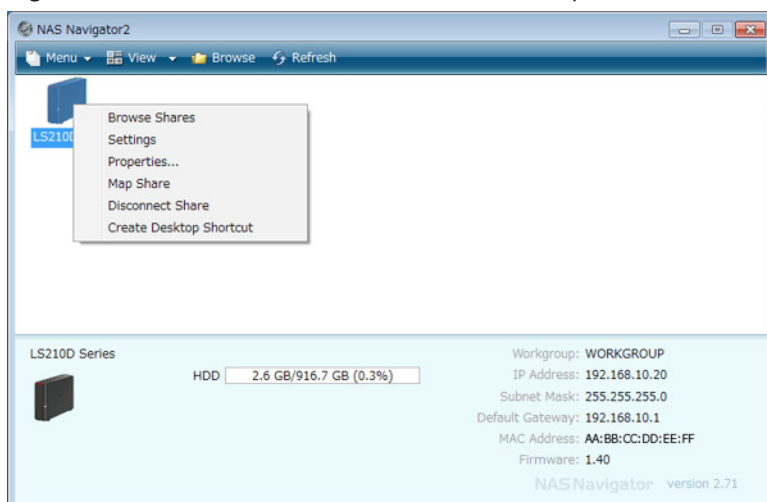 NAS Navigator2
Menu View Browse Refresh
LS210D
Browse Shares
Settings
Properties...
Map Share
Disconnect Share
Create Desktop Shortcut
LS210D Series
HDD 2.6 GB/916.7 GB (0.3%)
Workgroup: WORKGROUP
IP Address: 192.168.10.20
Subnet Mask: 255.255.255.0
Default Gateway: 192.168.10.1
MAC Address: AA:BB:CC:DD:EE:FF
Firmware: 1.40
NAS Navigator version 2.71